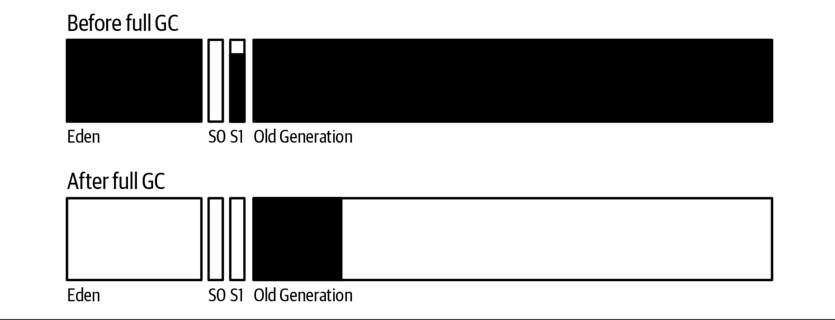 Before full GC
Eden S0 S1 Old Generation
After full GC
Eden S0 S1 Old Generation